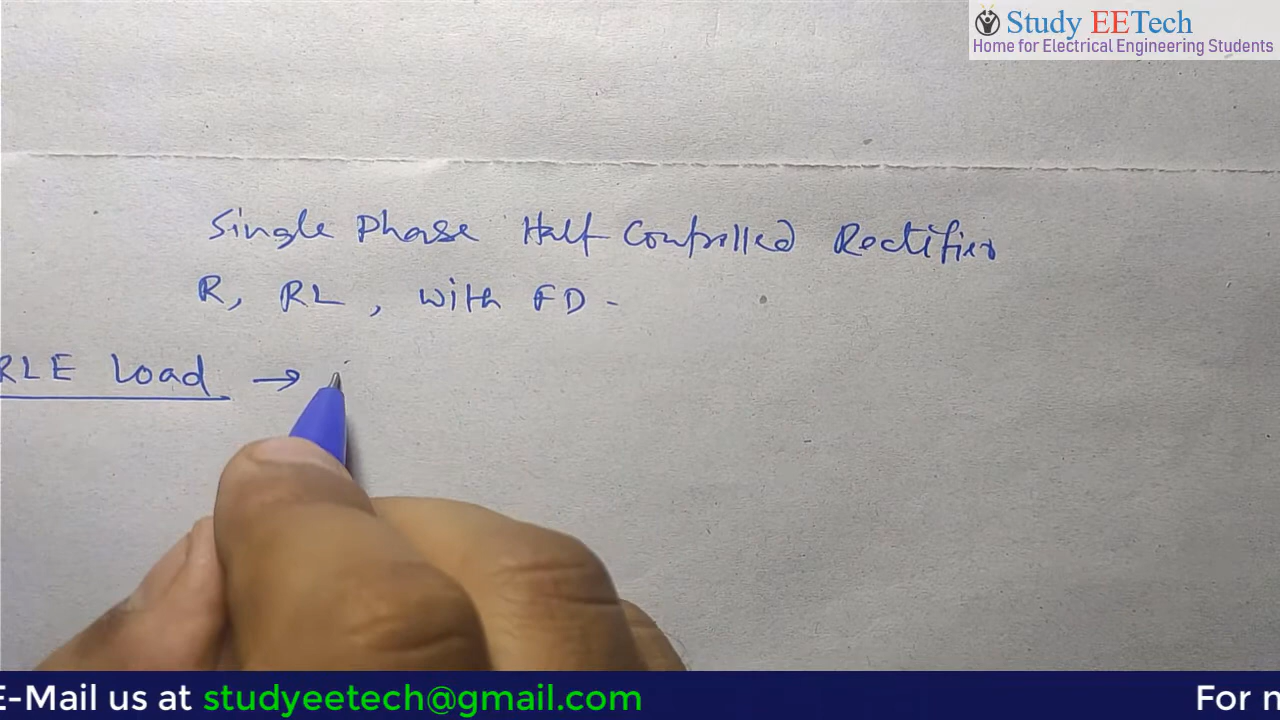 Study EETech
Home for Electrical Engineering Students
Single Phase Half Controlled Rectifier
R, RL, with FD -
RLE Load →
E-Mail us at studyeetech@gmail.com
For n